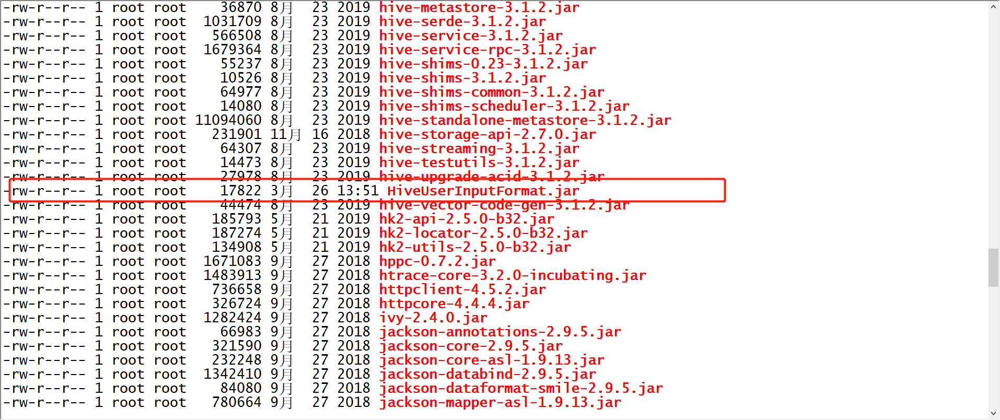 -rw-r--r-- 1 root root    36870 8月  23 2019 hive-metastore-3.1.2.jar
-rw-r--r-- 1 root root  1031709 8月  23 2019 hive-serde-3.1.2.jar
-rw-r--r-- 1 root root   566508 8月  23 2019 hive-service-3.1.2.jar
-rw-r--r-- 1 root root  1679364 8月  23 2019 hive-service-rpc-3.1.2.jar
-rw-r--r-- 1 root root    55237 8月  23 2019 hive-shims-0.23-3.1.2.jar
-rw-r--r-- 1 root root    10526 8月  23 2019 hive-shims-3.1.2.jar
-rw-r--r-- 1 root root    64977 8月  23 2019 hive-shims-common-3.1.2.jar
-rw-r--r-- 1 root root    14080 8月  23 2019 hive-shims-scheduler-3.1.2.jar
-rw-r--r-- 1 root root 11094060 8月  23 2019 hive-standalone-metastore-3.1.2.jar
-rw-r--r-- 1 root root   231901 11月 16 2018 hive-storage-api-2.7.0.jar
-rw-r--r-- 1 root root    64307 8月  23 2019 hive-streaming-3.1.2.jar
-rw-r--r-- 1 root root    14473 8月  23 2019 hive-testutils-3.1.2.jar
-rw-r--r-- 1 root root    27978 8月  23 2019 hive-upgrade-acid-3.1.2.jar
-rw-r--r-- 1 root root    17822 3月  26 13:51 HiveUserInputFormat.jar
-rw-r--r-- 1 root root    44474 8月  23 2019 hive-vector-code-gen-3.1.2.jar
-rw-r--r-- 1 root root   185793 5月  21 2019 hk2-api-2.5.0-b32.jar
-rw-r--r-- 1 root root   187274 5月  21 2019 hk2-locator-2.5.0-b32.jar
-rw-r--r-- 1 root root   134908 5月  21 2019 hk2-utils-2.5.0-b32.jar
-rw-r--r-- 1 root root  1671083 9月  27 2018 hppc-0.7.2.jar
-rw-r--r-- 1 root root  1483913 9月  27 2018 htrace-core-3.2.0-incubating.jar
-rw-r--r-- 1 root root   736658 9月  27 2018 httpclient-4.5.2.jar
-rw-r--r-- 1 root root   326724 9月  27 2018 httpcore-4.4.4.jar
-rw-r--r-- 1 root root  1282424 9月  27 2018 ivy-2.4.0.jar
-rw-r--r-- 1 root root    66983 9月  27 2018 jackson-annotations-2.9.5.jar
-rw-r--r-- 1 root root   321590 9月  27 2018 jackson-core-2.9.5.jar
-rw-r--r-- 1 root root   232248 9月  27 2018 jackson-core-asl-1.9.13.jar
-rw-r--r-- 1 root root  1342410 9月  27 2018 jackson-databind-2.9.5.jar
-rw-r--r-- 1 root root    84080 9月  27 2018 jackson-dataformat-smile-2.9.5.jar
-rw-r--r-- 1 root root   780664 9月  27 2018 jackson-mapper-asl-1.9.13.jar